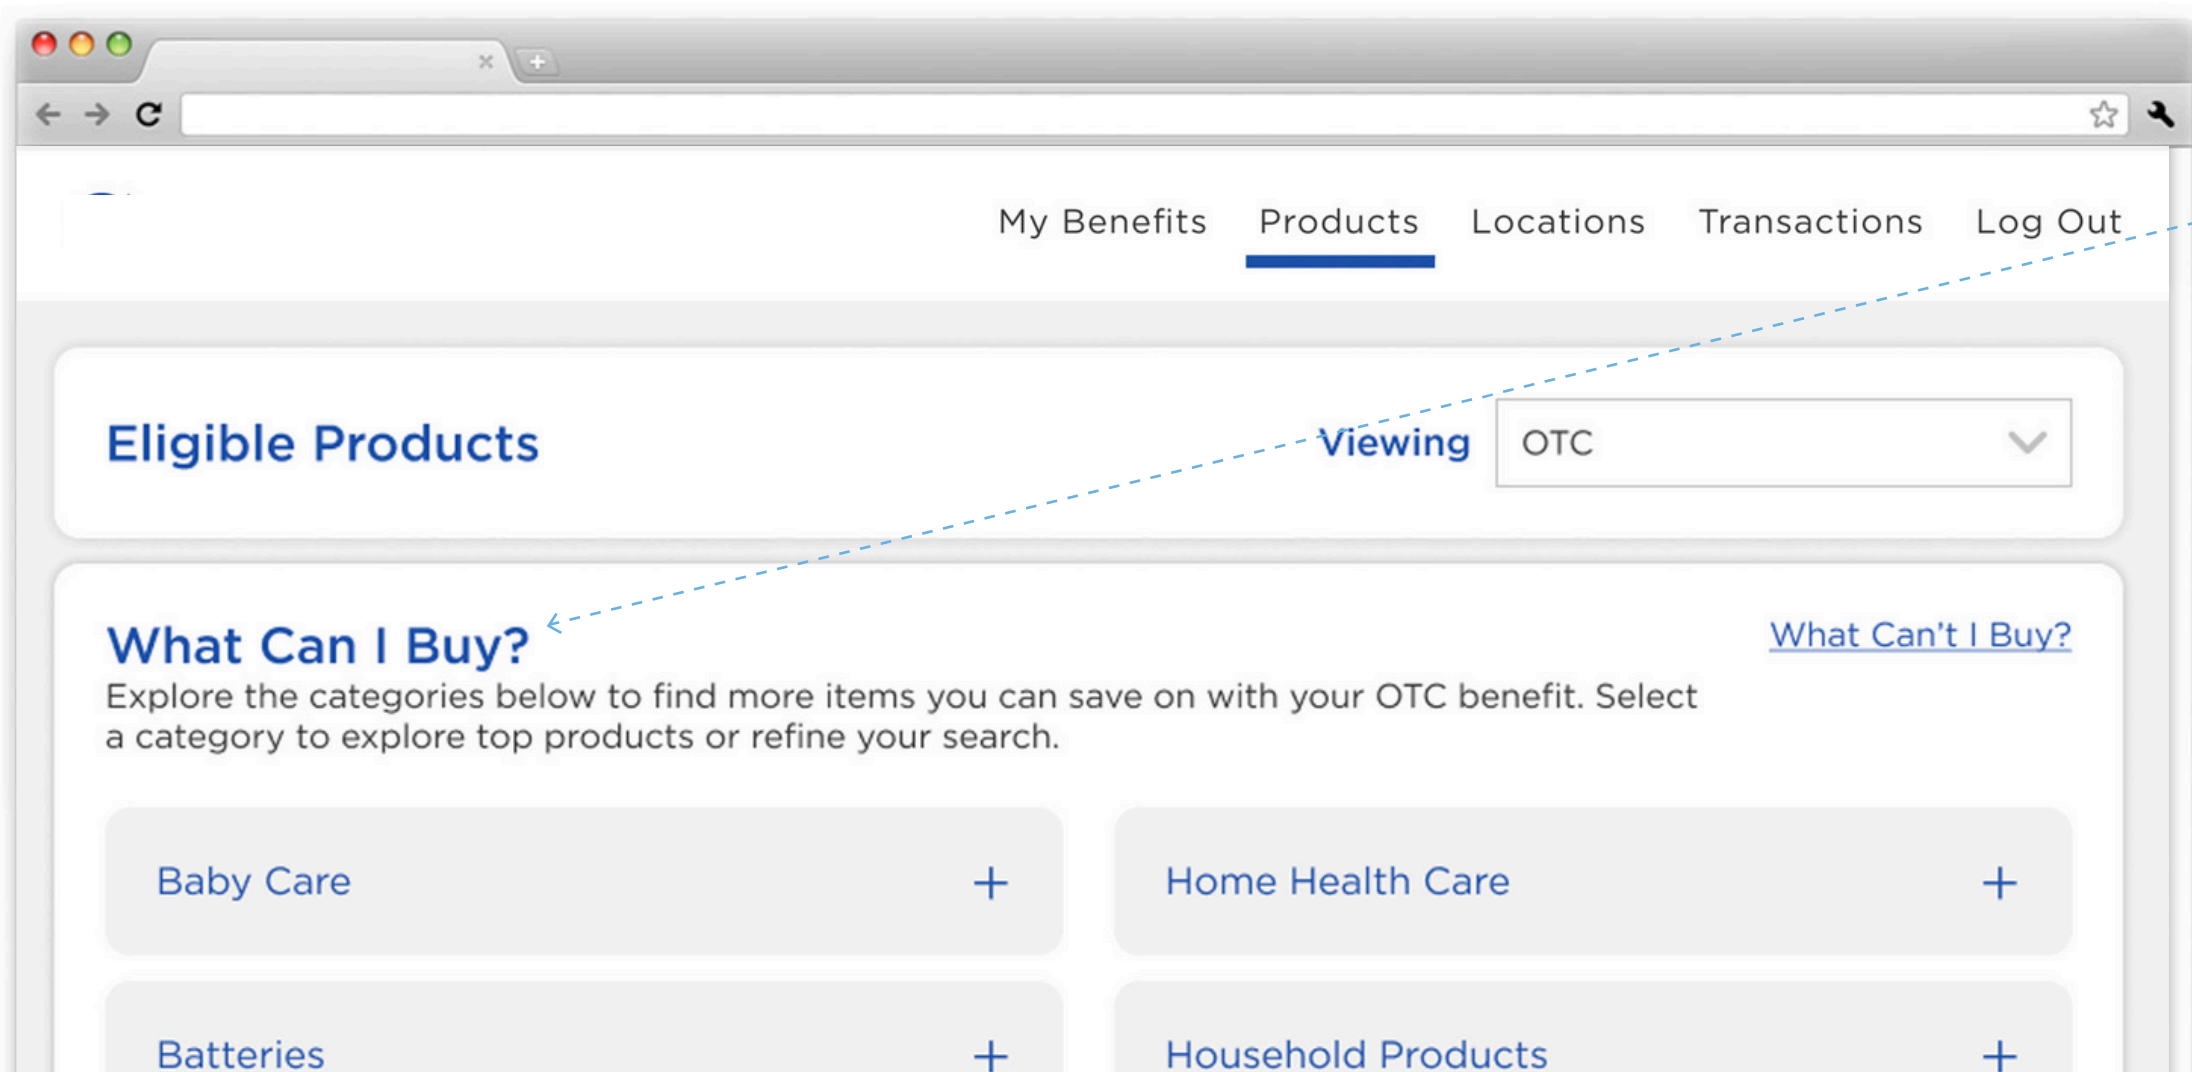 My Benefits Products Locations Transactions Log Out
Eligible Products
Viewing OTC
What Can I Buy?
What Can't I Buy?
Explore the categories below to find more items you can save on with your OTC benefit. Select
a category to explore top products or refine your search.
Baby Care
Home Health Care
Batteries
Household Products